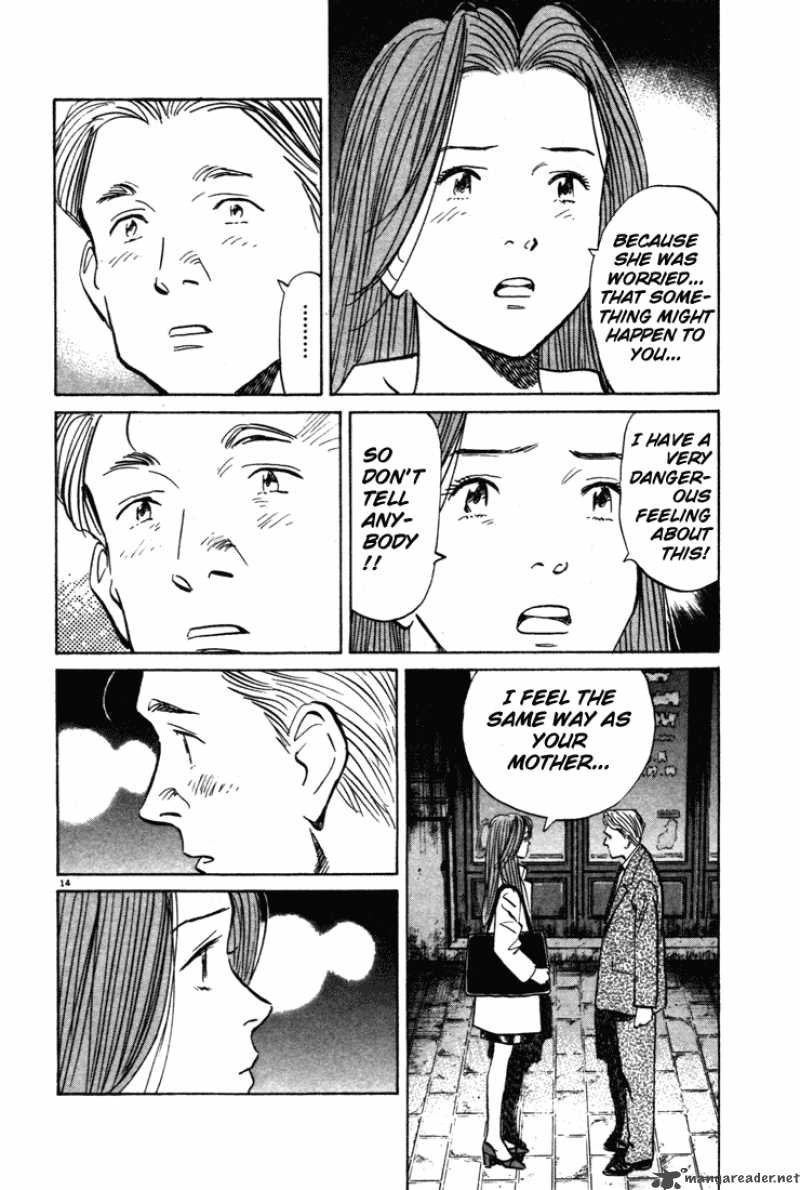 BECAUSE
SHE WAS
WORRIED...
THAT SOME-
THING MIGHT
HAPPEN TO
YOU...
.........
I HAVE A
VERY
DANGER-
OUS
FEELING
ABOUT
THIS!
SO
DON'T
TELL
ANY-
BODY
!!
I FEEL THE
SAME WAY AS
YOUR
MOTHER...
14
mangareader.net